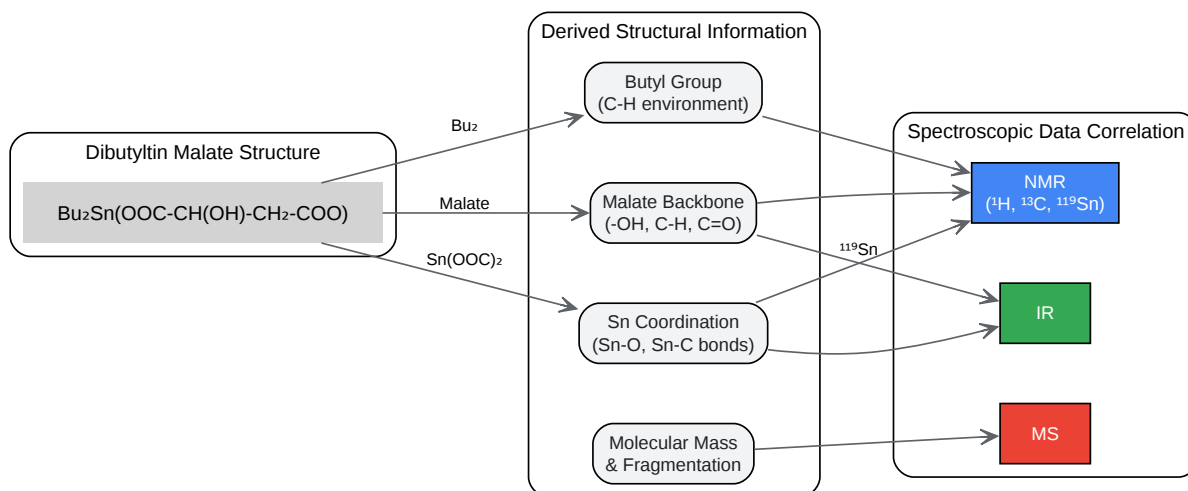 Dibutyltin Malate Structure
Bu₂Sn(OOC-CH(OH)-CH₂-COO)
Bu₂
Malate
Sn(OOC)₂
Derived Structural Information
Butyl Group
(C-H environment)
Malate Backbone
(-OH, C-H, C=O)
Sn Coordination
(Sn-O, Sn-C bonds)
Molecular Mass
& Fragmentation
¹¹⁹Sn
Spectroscopic Data Correlation
NMR
(¹H, ¹³C, ¹¹⁹Sn)
IR
MS